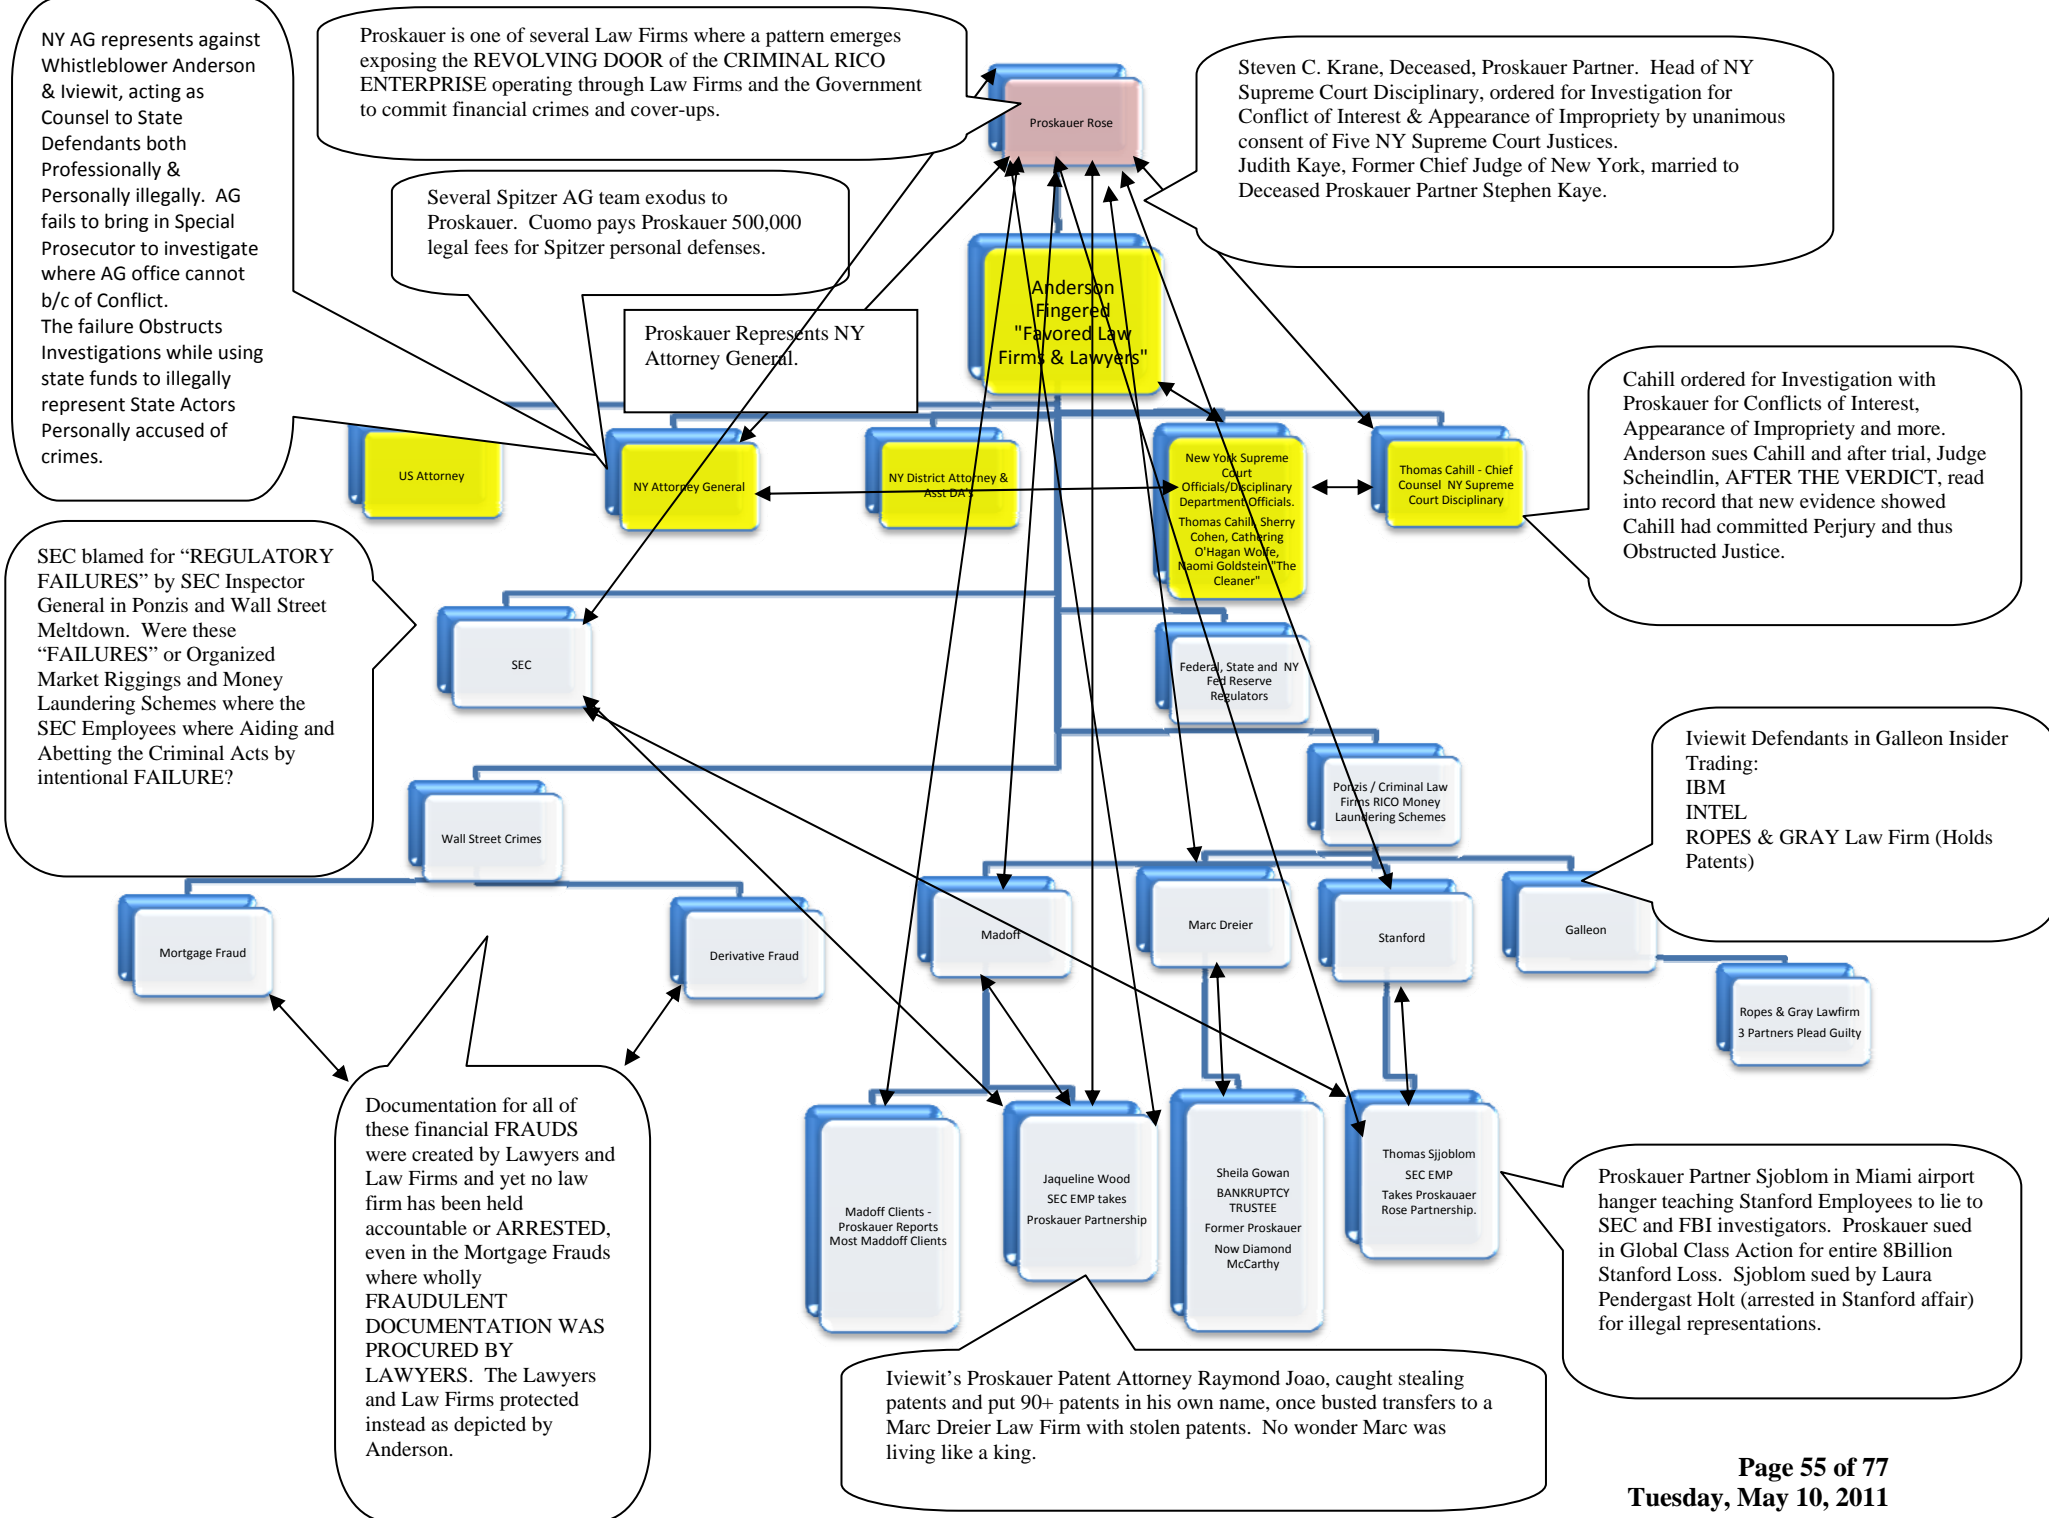 NY AG represents against
Whistleblower Anderson
& Iviewit, acting as
Counsel to State
Defendants both
Professionally &
Personally illegally.  AG
fails to bring in Special
Prosecutor to investigate
where AG office cannot
b/c of Conflict.
The failure Obstructs
Investigations while using
state funds to illegally
represent State Actors
Personally accused of
crimes.
Proskauer is one of several Law Firms where a pattern emerges
exposing the REVOLVING DOOR of the CRIMINAL RICO
ENTERPRISE operating through Law Firms and the Government
to commit financial crimes and cover-ups.
Proskauer Rose
Steven C. Krane, Deceased, Proskauer Partner.  Head of NY
Supreme Court Disciplinary, ordered for Investigation for
Conflict of Interest & Appearance of Impropriety by unanimous
consent of Five NY Supreme Court Justices.
Judith Kaye, Former Chief Judge of New York, married to
Deceased Proskauer Partner Stephen Kaye.
Several Spitzer AG team exodus to
Proskauer.  Cuomo pays Proskauer 500,000
legal fees for Spitzer personal defenses.
Proskauer Represents NY
Attorney General.
Anderson
Fingered
"Favored Law
Firms & Lawyers"
Cahill ordered for Investigation with
Proskauer for Conflicts of Interest,
Appearance of Impropriety and more.
Anderson sues Cahill and after trial, Judge
Scheindlin, AFTER THE VERDICT, read
into record that new evidence showed
Cahill had committed Perjury and thus
Obstructed Justice.
US Attorney
NY Attorney General
NY District Attorney &
Asst DA's
New York Supreme
Court
Officials/Disciplinary
Department Officials.
Thomas Cahill, Sherry
Cohen, Cathering
O'Hagan Wolfe,
Naomi Goldstein "The
Cleaner"
Thomas Cahill - Chief
Counsel  NY Supreme
Court Disciplinary
SEC blamed for “REGULATORY
FAILURES” by SEC Inspector
General in Ponzis and Wall Street
Meltdown.  Were these
“FAILURES” or Organized
Market Riggings and Money
Laundering Schemes where the
SEC Employees where Aiding and
Abetting the Criminal Acts by
intentional FAILURE?
SEC
Federal, State and  NY
Fed Reserve
Regulators
Iviewit Defendants in Galleon Insider
Trading:
IBM
INTEL
ROPES & GRAY Law Firm (Holds
Patents)
Wall Street Crimes
Ponzis / Criminal Law
Firms RICO Money
Laundering Schemes
Mortgage Fraud
Derivative Fraud
Madoff
Marc Dreier
Stanford
Galleon
Ropes & Gray Lawfirm
3 Partners Plead Guilty
Documentation for all of
these financial FRAUDS
were created by Lawyers and
Law Firms and yet no law
firm has been held
accountable or ARRESTED,
even in the Mortgage Frauds
where wholly
FRAUDULENT
DOCUMENTATION WAS
PROCURED BY
LAWYERS.  The Lawyers
and Law Firms protected
instead as depicted by
Anderson.
Madoff Clients -
Proskauer Reports
Most Maddoff Clients
Jaqueline Wood
SEC EMP takes
Proskauer Partnership
Sheila Gowan
BANKRUPTCY
TRUSTEE
Former Proskauer
Now Diamond
McCarthy
Thomas Sjjoblom
SEC EMP
Takes Proskauaer
Rose Partnership.
Proskauer Partner Sjoblom in Miami airport
hanger teaching Stanford Employees to lie to
SEC and FBI investigators.  Proskauer sued
in Global Class Action for entire 8Billion
Stanford Loss.  Sjoblom sued by Laura
Pendergast Holt (arrested in Stanford affair)
for illegal representations.
Iviewit’s Proskauer Patent Attorney Raymond Joao, caught stealing
patents and put 90+ patents in his own name, once busted transfers to a
Marc Dreier Law Firm with stolen patents.  No wonder Marc was
living like a king.
Page 55 of 77
Tuesday, May 10, 2011